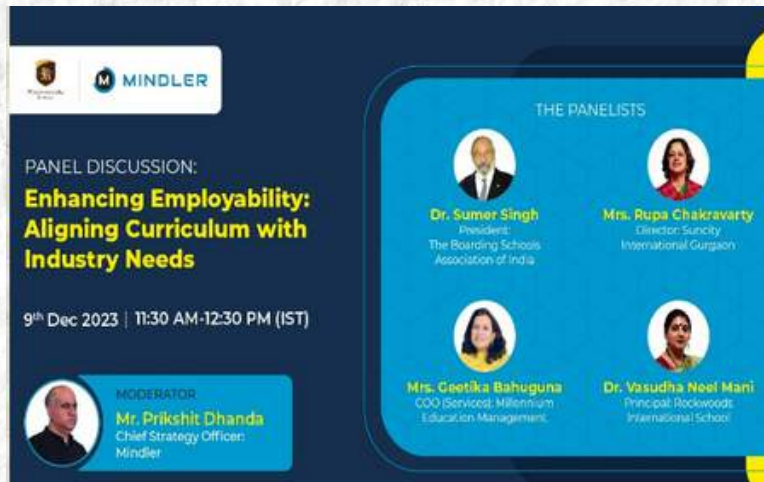 MINDLER
PANEL DISCUSSION:
Enhancing Employability:
Aligning Curriculum with
Industry Needs
9th Dec 2023 | 11:30 AM-12:30 PM (IST)
MODERATOR
Mr. Prikshit Dhanda
Chief Strategy Officer:
Mindler
THE PANELISTS
Dr. Sumer Singh
President:
The Boarding Schools
Association of India
Mrs. Rupa Chakravarty
Director: Suncity
International Gurgaon
Mrs. Geetika Bahuguna
COO (Services): Millennium
Education Management
Dr. Vasudha Neel Mani
Principal: Rockwoods
International School